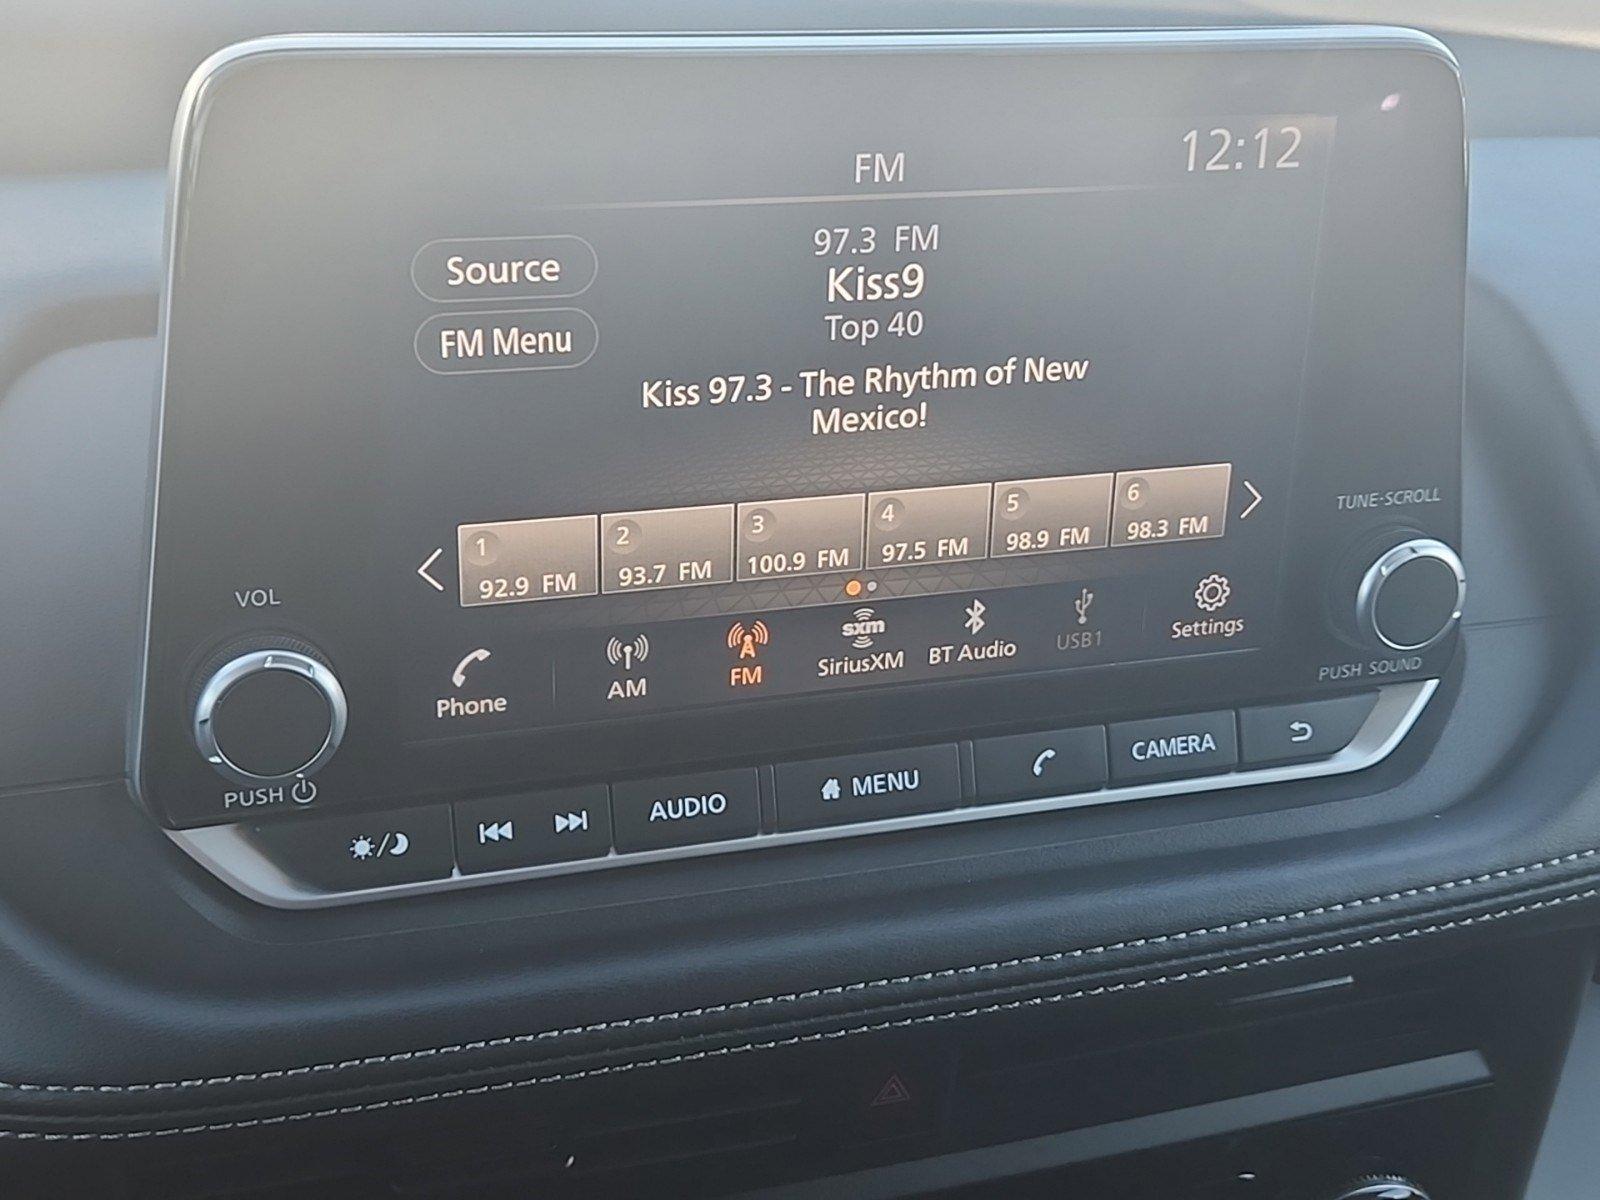 FM
12:12
97.3 FM
Kiss9
Top 40
Source
FM Menu
Kiss 97.3 - The Rhythm of New
Mexico!
1
92.9 FM
2
93.7 FM
3
100.9 FM
4
97.5 FM
5
98.9 FM
6
98.3 FM
Phone
AM
FM
sxm
SiriusXM
BT Audio
USB1
Settings
VOL
PUSH
TUNE·SCROLL
PUSH SOUND
AUDIO
MENU
CAMERA